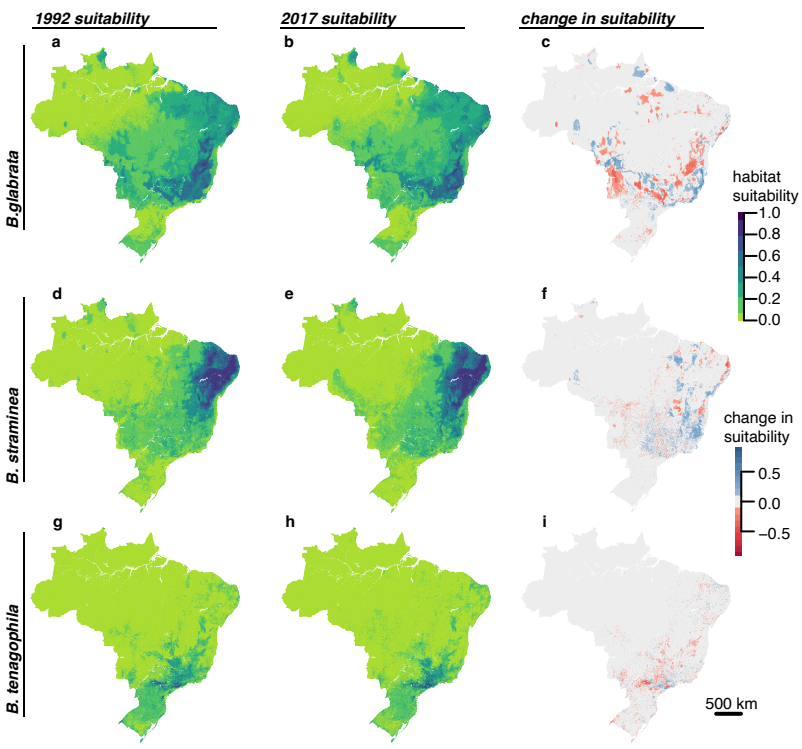 1992 suitability
2017 suitability
change in suitability
a
b
c
B.glabrata
habitat
suitability
1.0
0.8
0.6
0.4
0.2
0.0
d
e
f
B. straminea
change in
suitability
0.5
0.0
−0.5
g
h
i
B. tenagophila
500 km